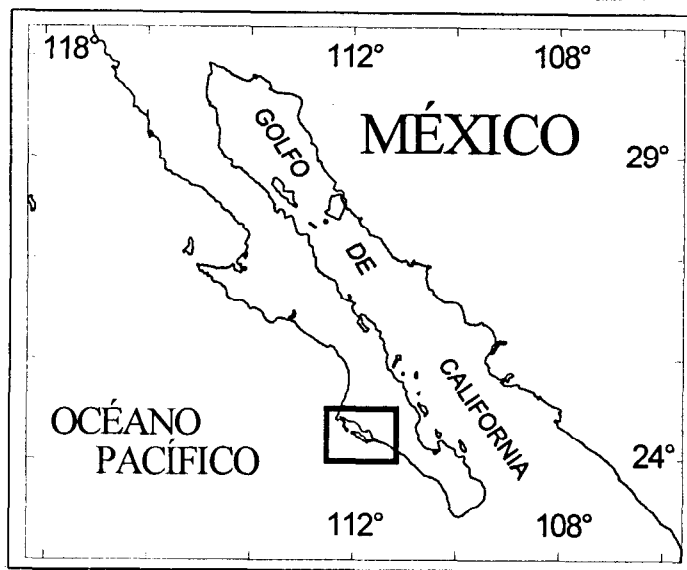 118°
112°
108°
GOLFO
MÉXICO
29°
DE
CALIFORNIA
OCÉANO
PACÍFICO
24°
112°
108°